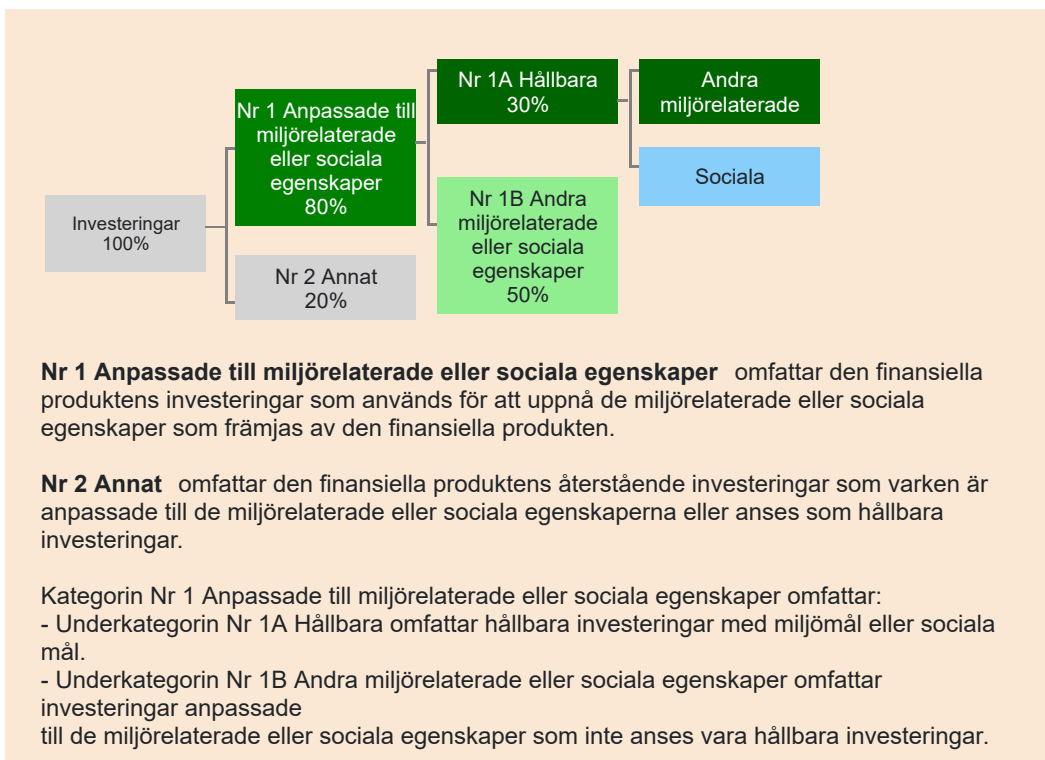 Investeringar
100%
Nr 1 Anpassade till
miljörelaterade
eller sociala
egenskaper
80%
Nr 2 Annat
20%
Nr 1A Hållbara
30%
Nr 1B Andra
miljörelaterade
eller sociala
egenskaper
50%
Andra
miljörelaterade
Sociala
Nr 1 Anpassade till miljörelaterade eller sociala egenskaper omfattar den finansiella
produktens investeringar som används för att uppnå de miljörelaterade eller sociala
egenskaper som främjas av den finansiella produkten.
Nr 2 Annat omfattar den finansiella produktens återstående investeringar som varken är
anpassade till de miljörelaterade eller sociala egenskaperna eller anses som hållbara
investeringar.
Kategorin Nr 1 Anpassade till miljörelaterade eller sociala egenskaper omfattar:
- Underkategorin Nr 1A Hållbara omfattar hållbara investeringar med miljömål eller sociala
mål.
- Underkategorin Nr 1B Andra miljörelaterade eller sociala egenskaper omfattar
investeringar anpassade
till de miljörelaterade eller sociala egenskaper som inte anses vara hållbara investeringar.